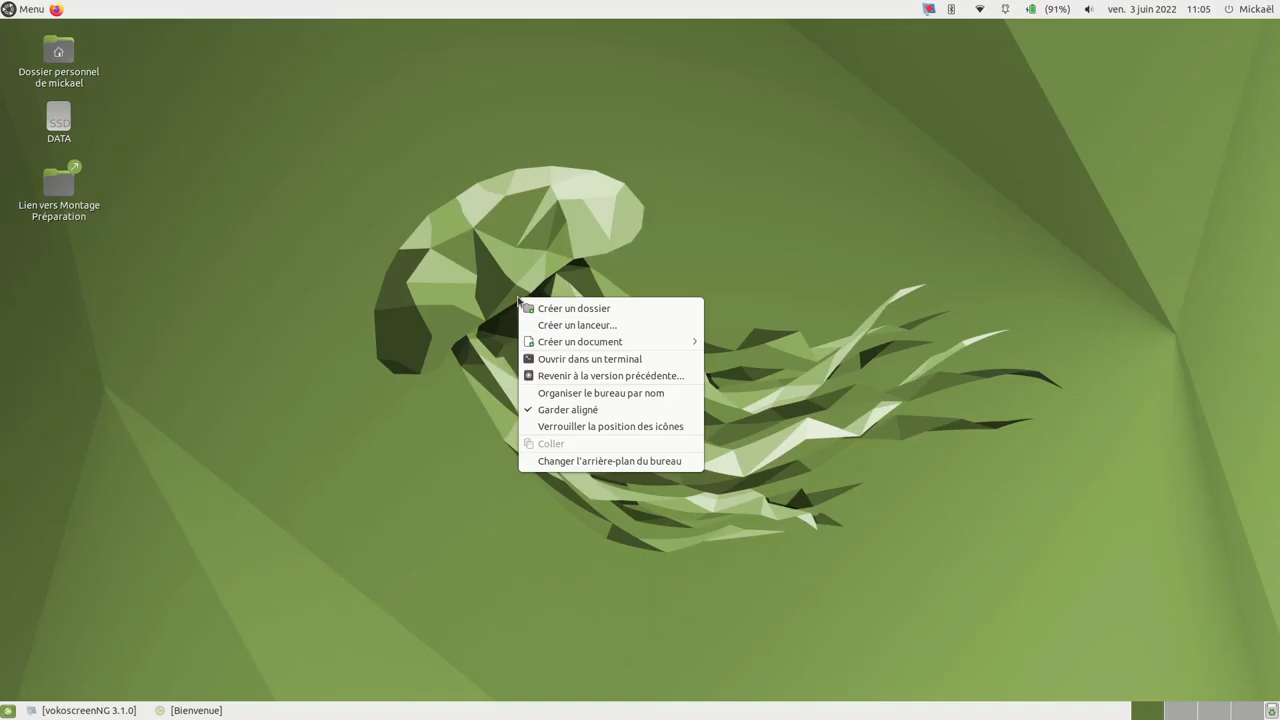 Menu
(91%)
ven. 3 juin 2022
11:05
Mickaël
Dossier personnel
de mickael
SSD
DATA
Lien vers Montage
Préparation
Créer un dossier
Créer un lanceur...
Créer un document
Ouvrir dans un terminal
Revenir à la version précédente...
Organiser le bureau par nom
Garder aligné
Verrouiller la position des icônes
Coller
Changer l’arrière-plan du bureau
[vokoscreenNG 3.1.0]
[Bienvenue]